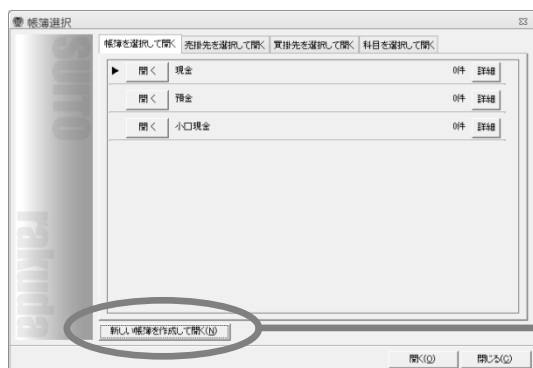 帳簿選択
帳簿を選択して開く 売掛先を選択して開く 買掛先を選択して開く 科目を選択して開く
開く 現金 0件 詳細
開く 預金 0件 詳細
開く 小口現金 0件 詳細
SUITO
rakuda
新しい帳簿を作成して開く(N)
開く(O) 閉じる(C)